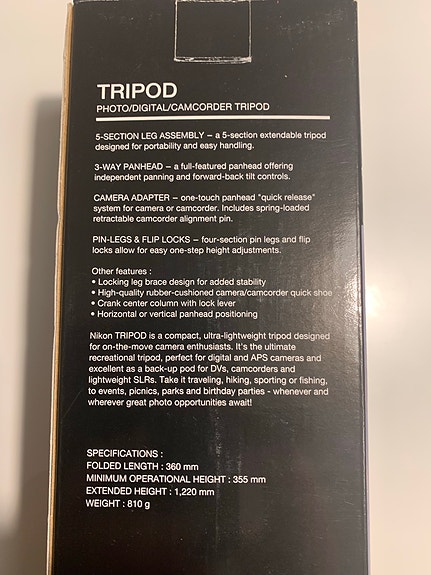 TRIPOD
PHOTO/DIGITAL/CAMCORDER TRIPOD
5-SECTION LEG ASSEMBLY – a 5-section extendable tripod
designed for portability and easy handling.
3-WAY PANHEAD – a full-featured panhead offering
independent panning and forward-back tilt controls.
CAMERA ADAPTER – one-touch panhead "quick release"
system for camera or camcorder. Includes spring-loaded
retractable camcorder alignment pin.
PIN-LEGS & FLIP LOCKS – four-section pin legs and flip
locks allow for easy one-step height adjustments.
Other features :
• Locking leg brace design for added stability
• High-quality rubber-cushioned camera/camcorder quick shoe
• Crank center column with lock lever
• Horizontal or vertical panhead positioning
Nikon TRIPOD is a compact, ultra-lightweight tripod designed
for on-the-move camera enthusiasts. It's the ultimate
recreational tripod, perfect for digital and APS cameras and
excellent as a back-up pod for DVs, camcorders and
lightweight SLRs. Take it traveling, hiking, sporting or fishing,
to events, picnics, parks and birthday parties - whenever and
wherever great photo opportunities await!
SPECIFICATIONS :
FOLDED LENGTH : 360 mm
MINIMUM OPERATIONAL HEIGHT : 355 mm
EXTENDED HEIGHT : 1,220 mm
WEIGHT : 810 g